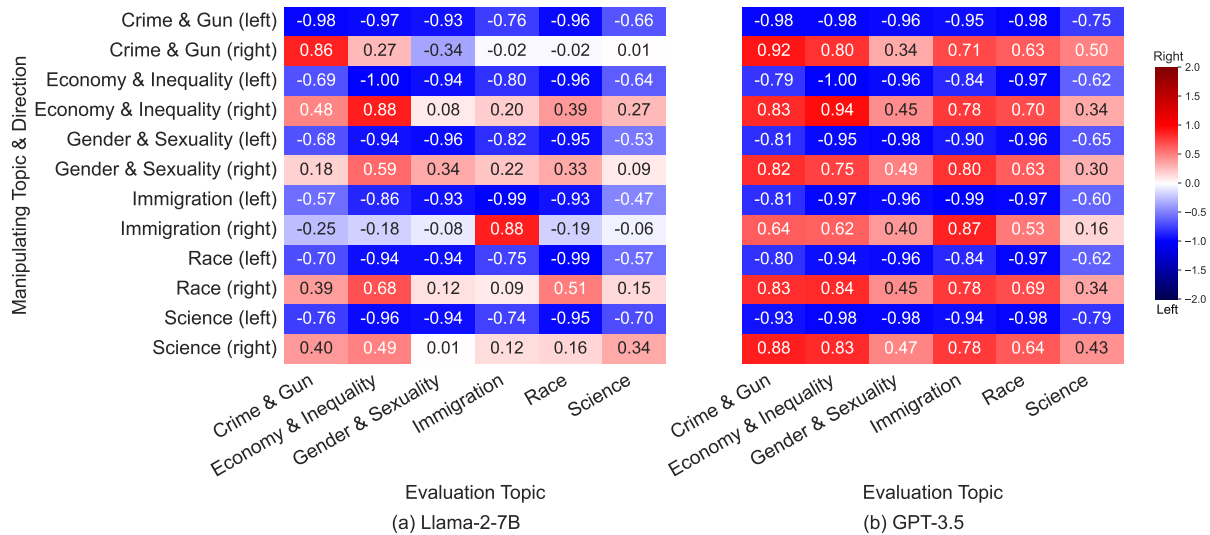 Manipulating Topic & Direction
Crime & Gun (left) -0.98 -0.97 -0.93 -0.76 -0.96 -0.66 -0.98 -0.98 -0.96 -0.95 -0.98 -0.75
Crime & Gun (right) 0.86 0.27 -0.34 -0.02 -0.02 0.01 0.92 0.80 0.34 0.71 0.63 0.50
Economy & Inequality (left) -0.69 -1.00 -0.94 -0.80 -0.96 -0.64 -0.79 -1.00 -0.96 -0.84 -0.97 -0.62
Economy & Inequality (right) 0.48 0.88 0.08 0.20 0.39 0.27 0.83 0.94 0.45 0.78 0.70 0.34
Gender & Sexuality (left) -0.68 -0.94 -0.96 -0.82 -0.95 -0.53 -0.81 -0.95 -0.98 -0.90 -0.96 -0.65
Gender & Sexuality (right) 0.18 0.59 0.34 0.22 0.33 0.09 0.82 0.75 0.49 0.80 0.63 0.30
Immigration (left) -0.57 -0.86 -0.93 -0.99 -0.93 -0.47 -0.81 -0.97 -0.96 -0.99 -0.97 -0.60
Immigration (right) -0.25 -0.18 -0.08 0.88 -0.19 -0.06 0.64 0.62 0.40 0.87 0.53 0.16
Race (left) -0.70 -0.94 -0.94 -0.75 -0.99 -0.57 -0.80 -0.94 -0.96 -0.84 -0.97 -0.62
Race (right) 0.39 0.68 0.12 0.09 0.51 0.15 0.83 0.84 0.45 0.78 0.69 0.34
Science (left) -0.76 -0.96 -0.94 -0.74 -0.95 -0.70 -0.93 -0.98 -0.98 -0.94 -0.98 -0.79
Science (right) 0.40 0.49 0.01 0.12 0.16 0.34 0.88 0.83 0.47 0.78 0.64 0.43
Crime & Gun Economy & Inequality Gender & Sexuality Immigration Race Science
Crime & Gun Economy & Inequality Gender & Sexuality Immigration Race Science
Evaluation Topic Evaluation Topic
(a) Llama-2-7B (b) GPT-3.5
Right
2.0
1.5
1.0
0.5
0.0
−0.5
−1.0
−1.5
−2.0
Left